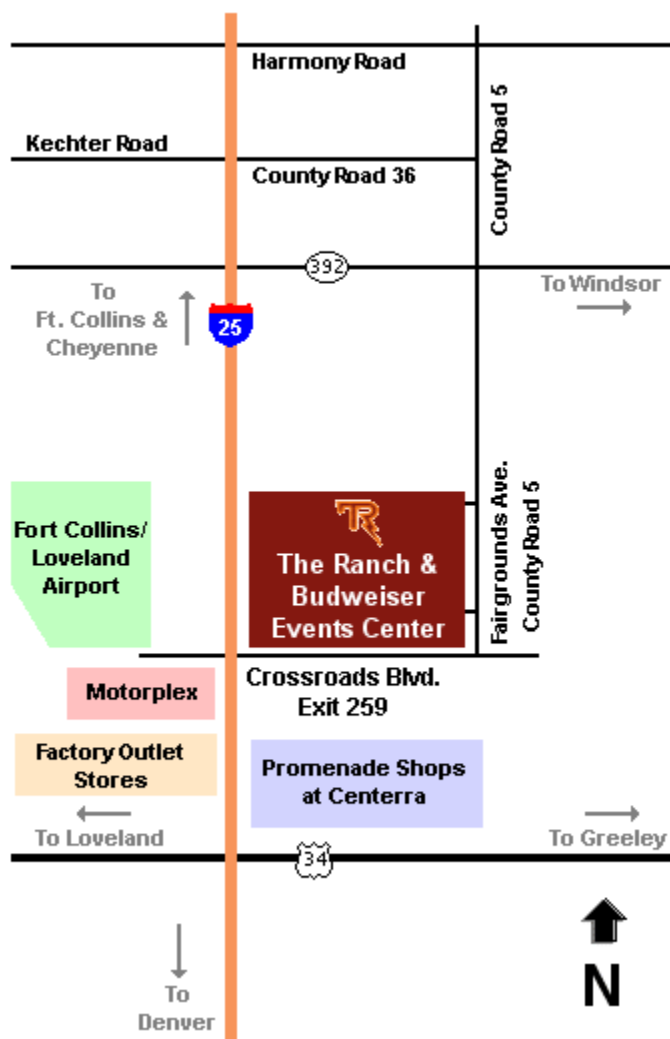 Harmony Road
County Road 5
Kechter Road
County Road 36
392
To
Ft. Collins &
Cheyenne
To Windsor
25
Fort Collins/
Loveland
Airport
TR
The Ranch &
Budweiser
Events Center
Fairgrounds Ave.
County Road 5
Crossroads Blvd.
Exit 259
Motorplex
Factory Outlet
Stores
Promenade Shops
at Centerra
To Loveland
To Greeley
34
To
Denver
N